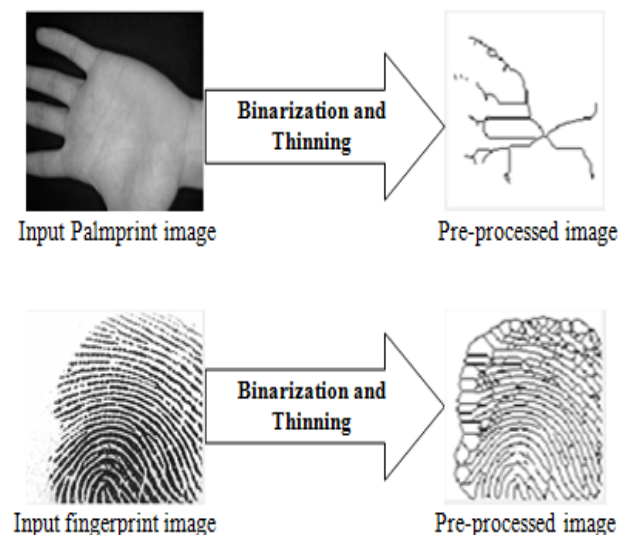 Binarization and
Thinning
Input Palmprint image
Pre-processed image
Binarization and
Thinning
Input fingerprint image
Pre-processed image